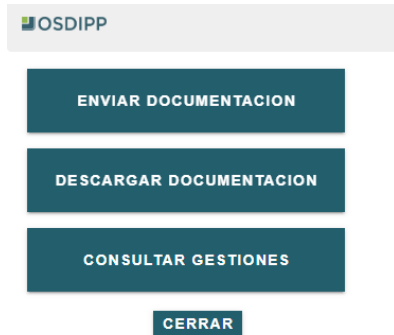 OSDIPP
ENVIAR DOCUMENTACION
DESCARGAR DOCUMENTACION
CONSULTAR GESTIONES
CERRAR